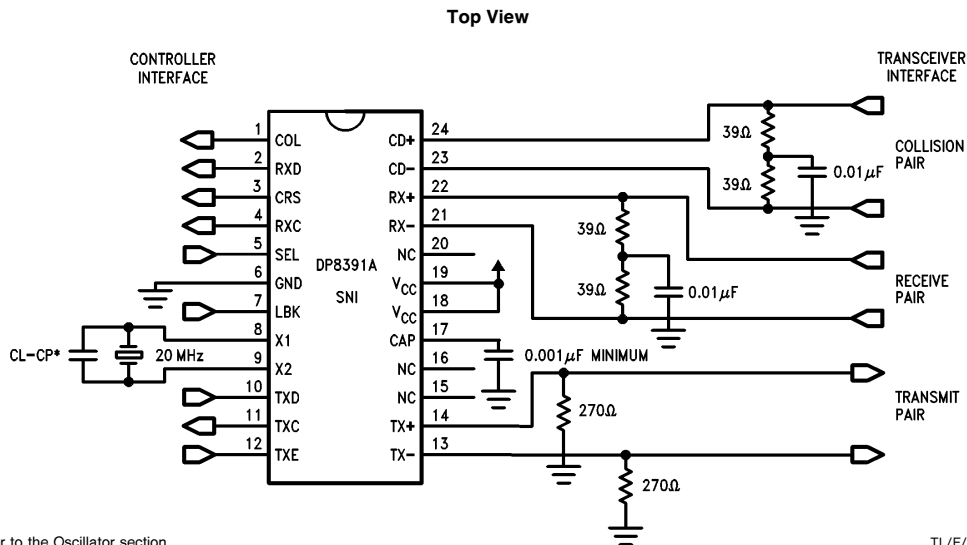 Top View
CONTROLLER
INTERFACE
TRANSCEIVER
INTERFACE
1 COL
2 RXD
3 CRS
4 RXC
5 SEL
6 GND
7 LBK
8 X1
9 X2
10 TXD
11 TXC
12 TXE
CL-CP*
20 MHz
DP8391A
SNI
CD+ 24
CD- 23
RX+ 22
RX- 21
NC 20
VCC 19
VCC 18
CAP 17
NC 16
NC 15
TX+ 14
TX- 13
39Ω
39Ω
0.01μF
COLLISION
PAIR
39Ω
39Ω
0.01μF
RECEIVE
PAIR
0.001μF MINIMUM
270Ω
270Ω
TRANSMIT
PAIR
r to the Oscillator section
TL/F/